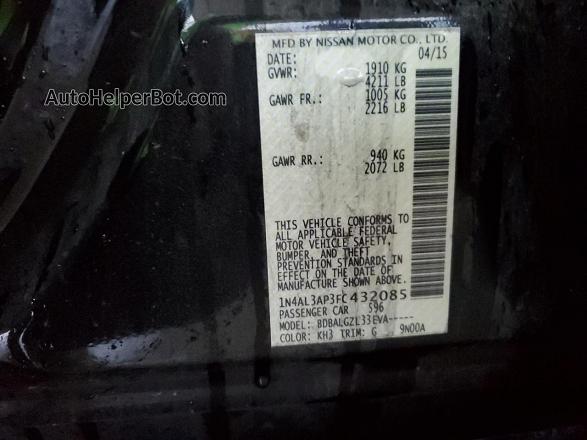 MFD BY NISSAN MOTOR CO., LTD.
DATE: 04/15
GVWR: 1910 KG
4211 LB
GAWR FR.: 1005 KG
2216 LB
AutoHelperBot.com
GAWR RR.: 940 KG
2072 LB
THIS VEHICLE CONFORMS TO
ALL APPLICABLE FEDERAL
MOTOR VEHICLE SAFETY,
BUMPER, AND THEFT
PREVENTION STANDARDS IN
EFFECT ON THE DATE OF
MANUFACTURE SHOWN ABOVE.
1N4AL3AP3FC432085
PASSENGER CAR 596
MODEL: BDBALGZL33EVA-----
COLOR: KH3 TRIM: G 9N00A